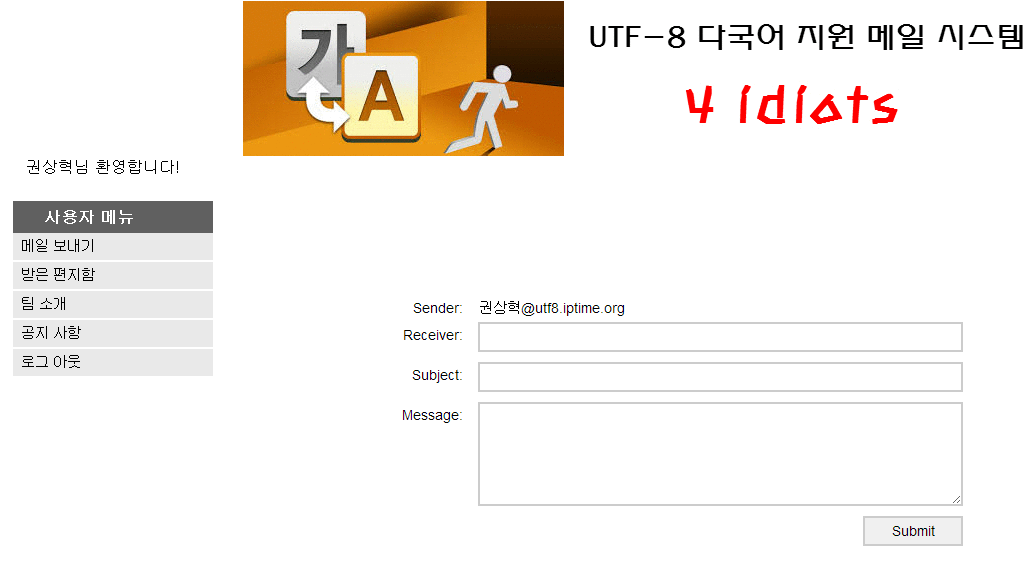 가
A
UTF-8 다국어 지원 메일 시스템
4 idiots
권상혁님 환영합니다!
사용자 메뉴
메일 보내기
받은 편지함
팀 소개
공지 사항
로그 아웃
Sender: 권상혁@utf8.iptime.org
Receiver:
Subject:
Message:
Submit